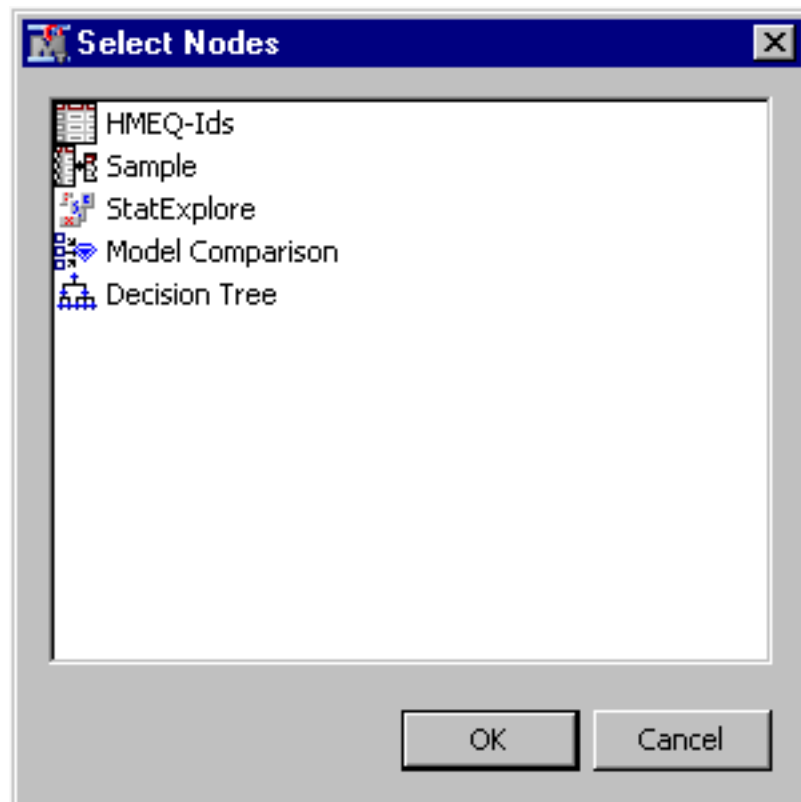 Select Nodes
HMEQ-Ids
Sample
StatExplore
Model Comparison
Decision Tree
OK Cancel